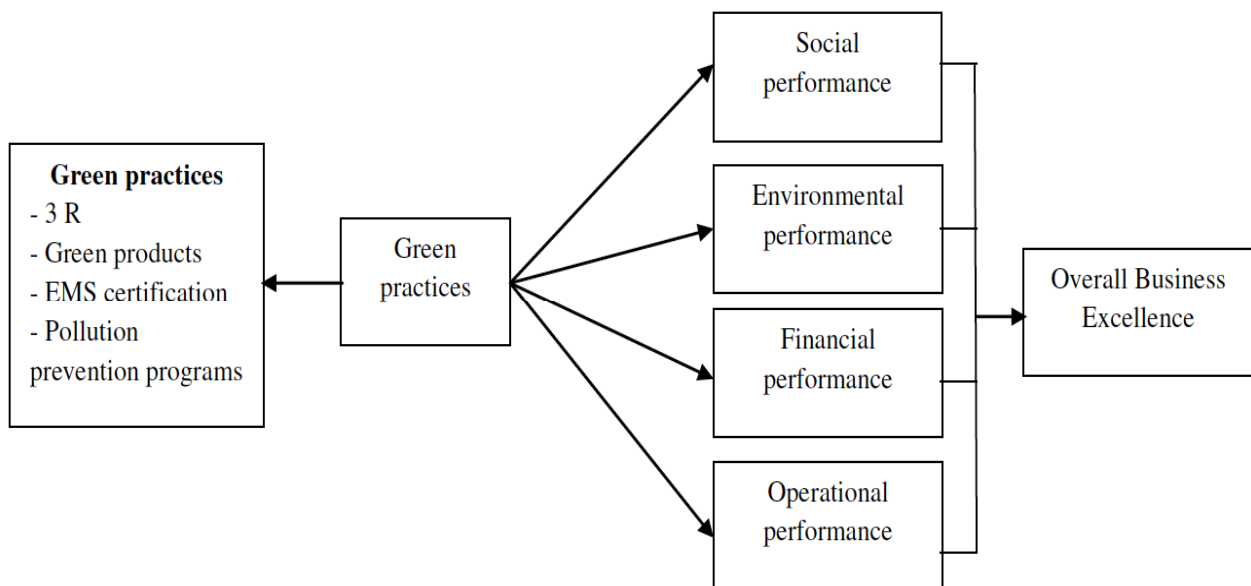 Green practices
- 3 R
- Green products
- EMS certification
- Pollution
prevention programs
Green
practices
Social
performance
Environmental
performance
Financial
performance
Operational
performance
Overall Business
Excellence